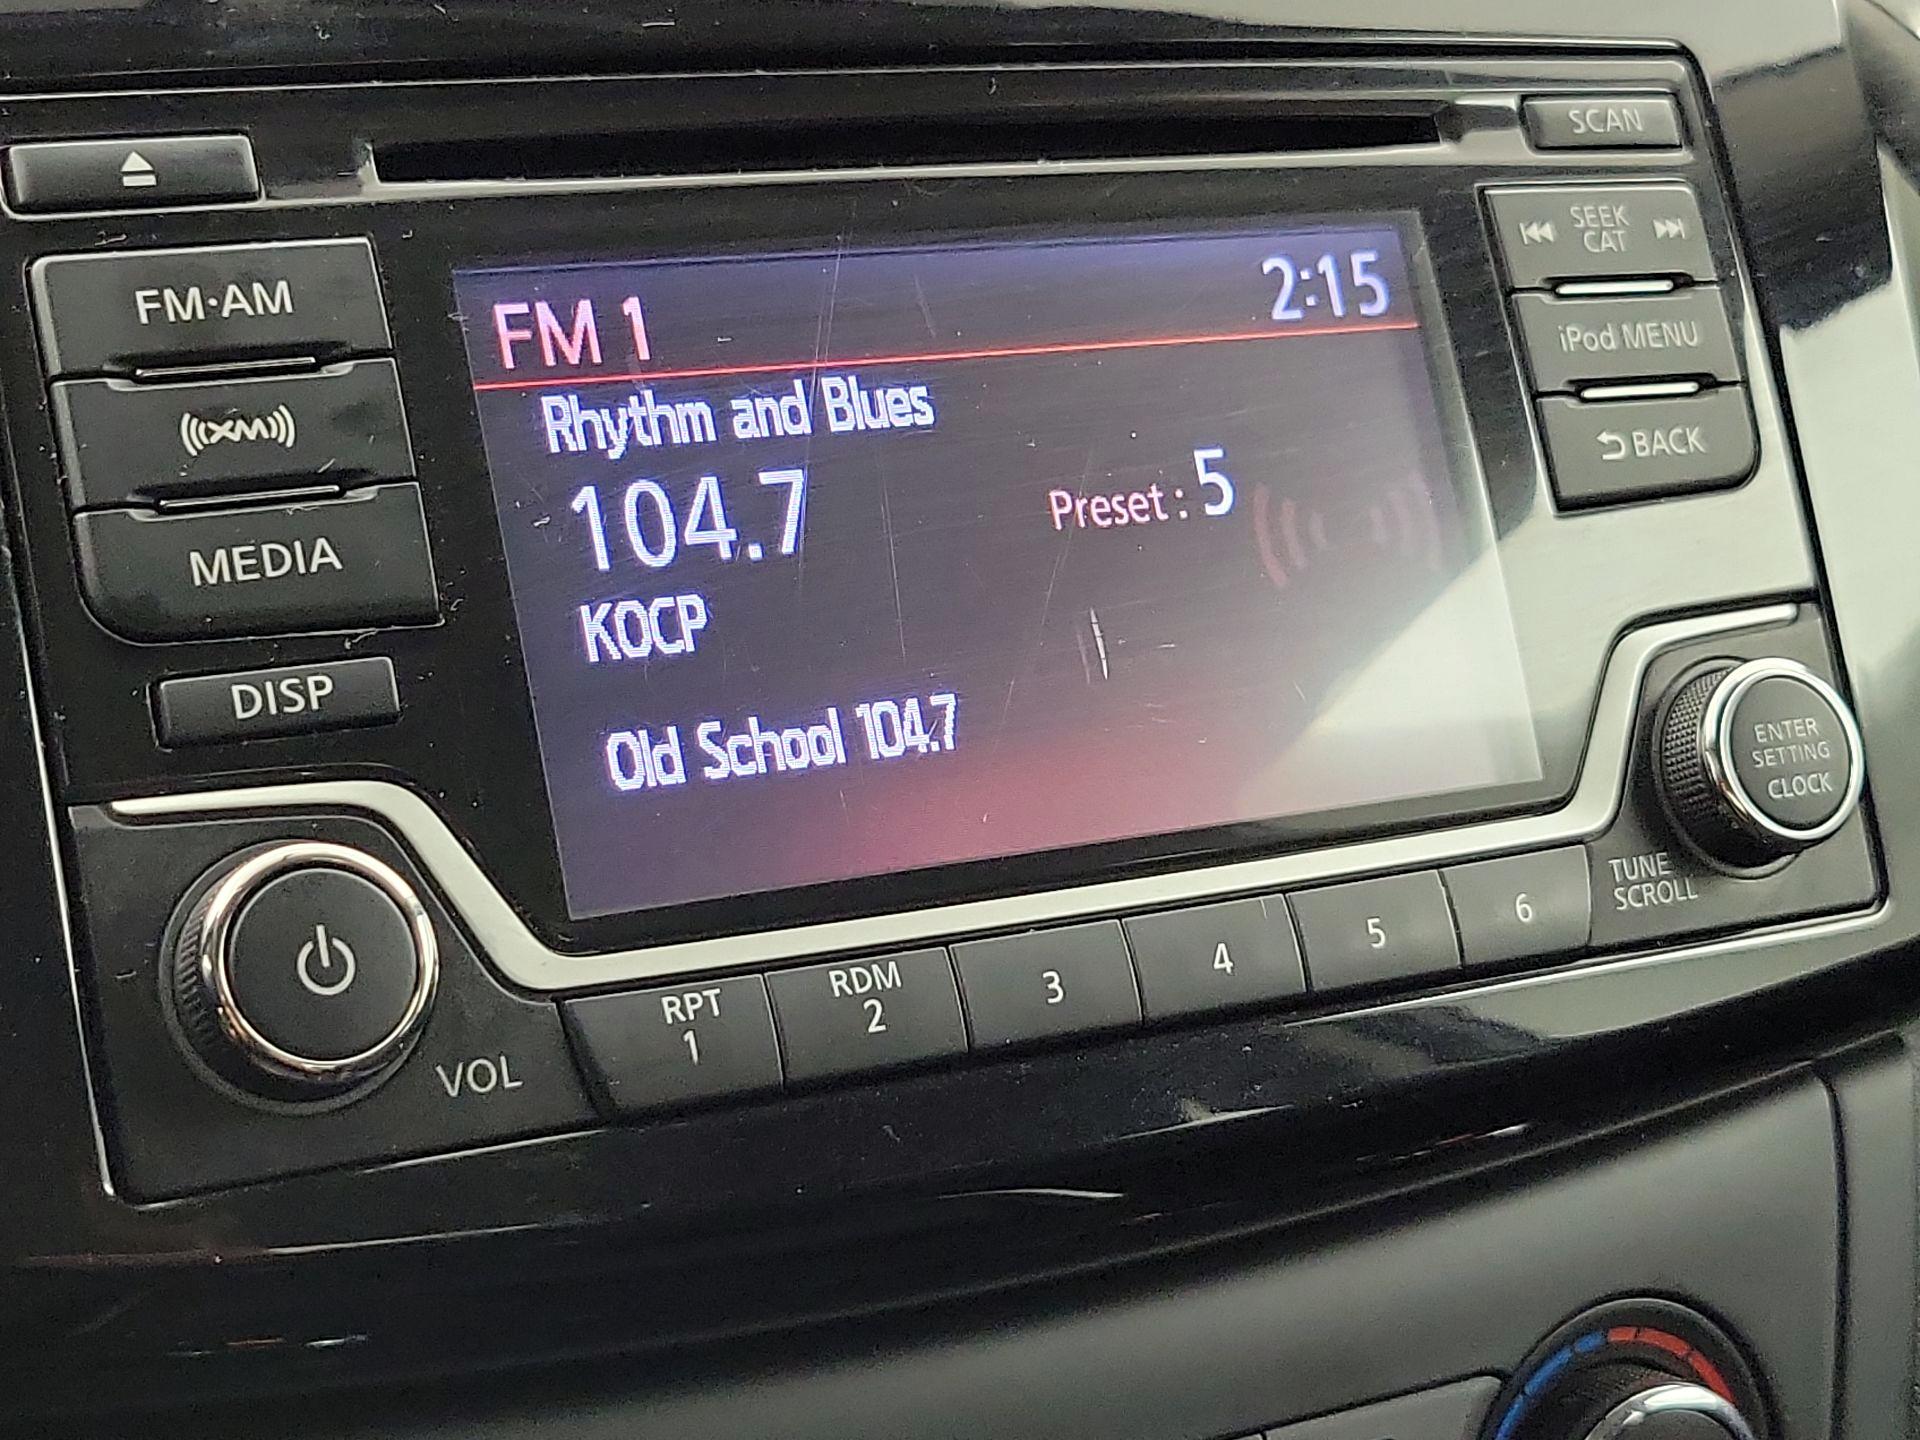 SCAN
SEEK
CAT
FM·AM
FM 1
2:15
iPod MENU
Rhythm and Blues
((XM))
BACK
104.7
Preset : 5
MEDIA
KOCP
DISP
Old School 104.7
ENTER
SETTING
CLOCK
TUNE
SCROLL
VOL
RPT
1
RDM
2
3
4
5
6